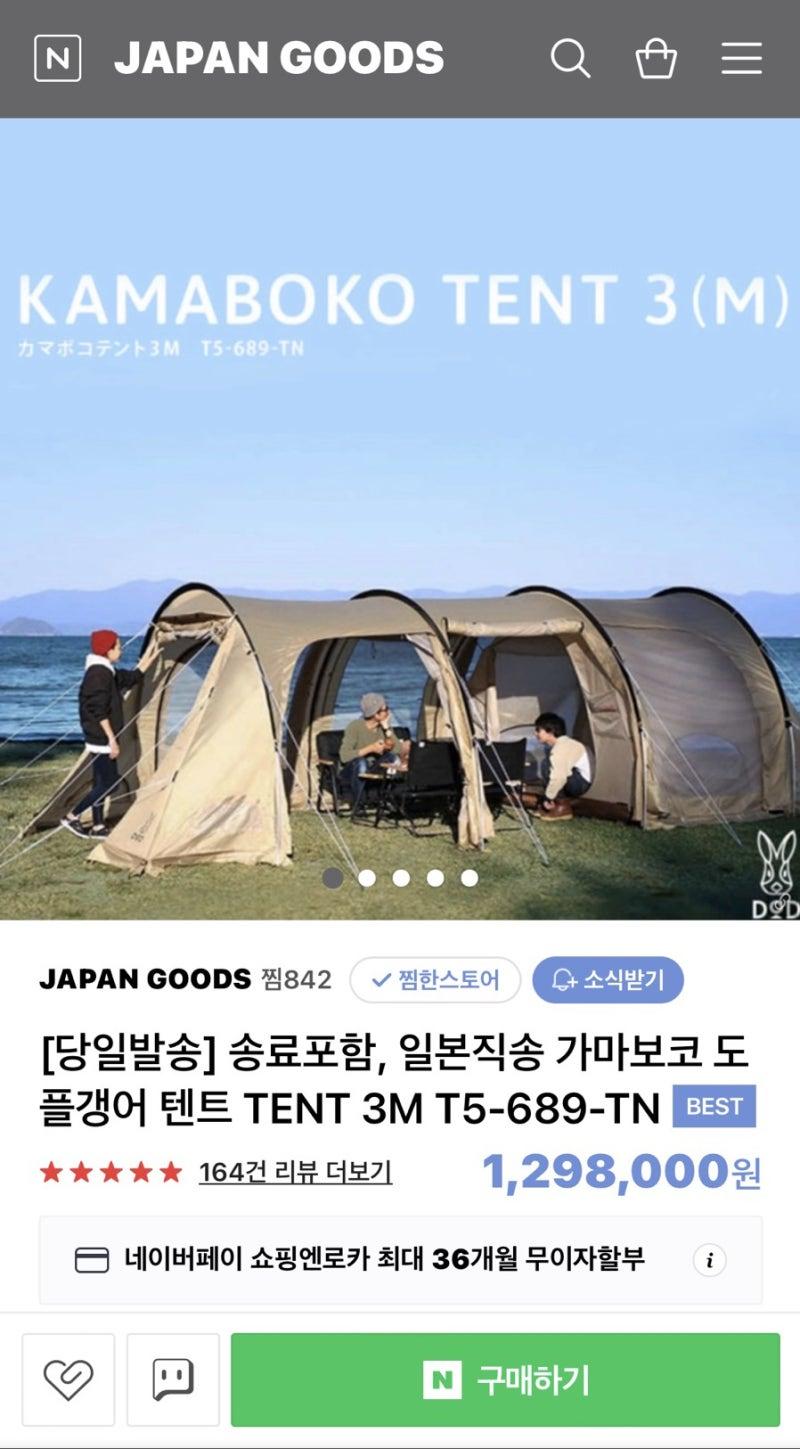 N JAPAN GOODS
KAMABOKO TENT 3(M)
カマボコテント3M T5-689-TN
DOD
JAPAN GOODS 찜842 찜한스토어 소식받기
[당일발송] 송료포함, 일본직송 가마보코 도
플갱어 텐트 TENT 3M T5-689-TN BEST
164건 리뷰 더보기 1,298,000원
네이버페이 쇼핑엔로카 최대 36개월 무이자할부 i
N 구매하기